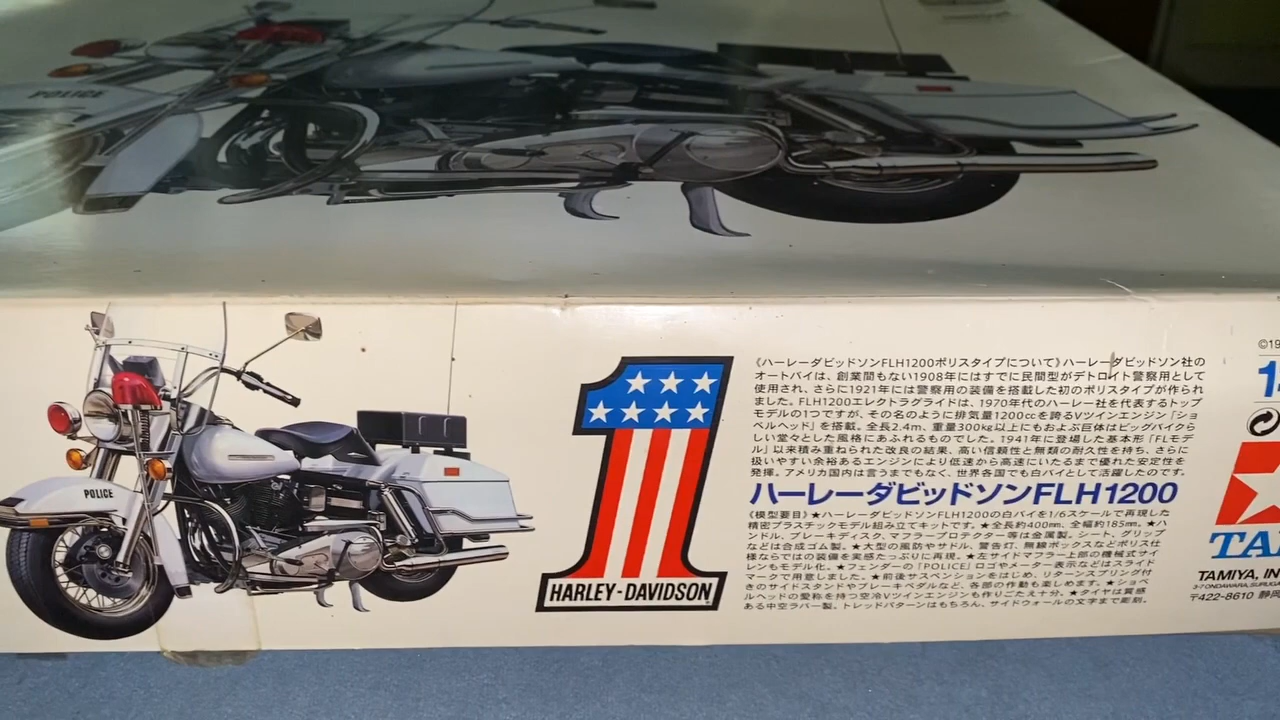 POLICE
POLICE
HARLEY-DAVIDSON
《ハーレーダビッドソンFLH1200ポリスタイプについて》ハーレーダビッドソン社の
オートバイは、創業間もない1908年にはすでに民間型がデトロイト警察用として
使用され、さらに1921年には警察用の装備を搭載した初のポリスタイプが作られ
ました。FLH1200エレクトラグライドは、1970年代のハーレー社を代表するトップ
モデルの1つですが、その名のように排気量1200ccを誇るVツインエンジン「ショ
ベルヘッド」を搭載。全長2.4m、重量300kg以上にもおよぶ巨体はビッグバイクら
しい堂々とした風格にあふれるものでした。1941年に登場した基本形「FLモデ
ル」以来積み重ねられた改良の結果、高い信頼性と無類の耐久性を持ち、さらに
扱いやすい余裕あるエンジンにより低速から高速にいたるまで優れた安定性を
発揮。アメリカ国内は言うまでもなく、世界各国でも白バイとして活躍したのです。
ハーレーダビッドソンFLH1200
《模型要目》★ハーレーダビッドソンFLH1200の白バイを1/6スケールで再現した
精密プラスチックモデル組み立てキットです。★全長約400mm、全幅約185mm。★ハ
ンドル、ブレーキディスク、マフラープロテクター等は金属製。シート、グリップ
などは合成ゴム製。★大型の風防やサドル、警告灯、無線ボックスなどポリス仕
様ならではの装備を実感たっぷりに再現。★左サイドマフラー上部の機械式サイ
レンもモデル化。★フェンダーの「POLICE」ロゴやメーター表示などはスライド
マークで用意しました。★前後サスペンションをはじめ、リターンスプリング付
きのサイドスタンドやブレーキペダルなど、各部の作動も楽しめます。★ショベ
ルヘッドの愛称を持つ空冷Vツインエンジンも作りごたえ十分。★タイヤは質感
ある中空ラバー製。トレッドパターンはもちろん、サイドウォールの文字まで彫刻。
©19
1
TA
TAMIYA, IN
3-7 ONDAWARA, SURUGA
〒422-8610 静岡